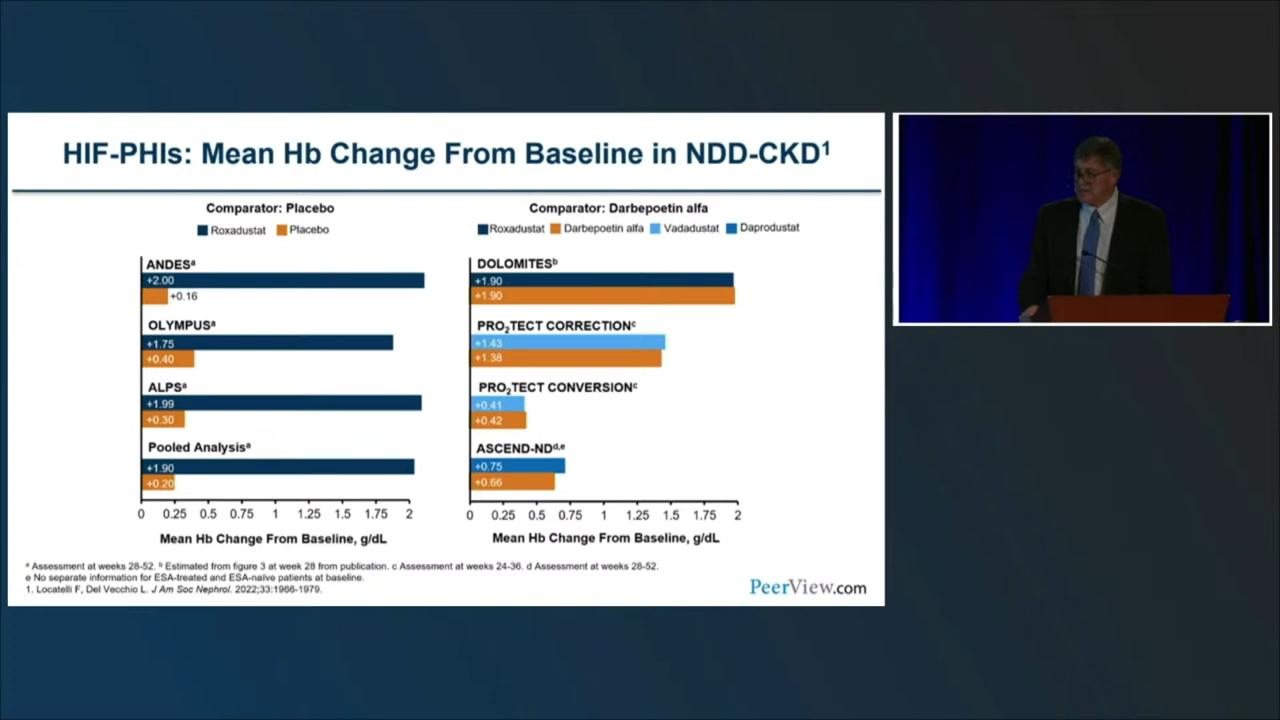 HIF-PHIs: Mean Hb Change From Baseline in NDD-CKD¹
Comparator: Placebo
Roxadustat Placebo
ANDESᵃ
+2.00
+0.16
OLYMPUSᵃ
+1.75
+0.40
ALPSᵃ
+1.99
+0.30
Pooled Analysisᵃ
+1.90
+0.20
0 0.25 0.5 0.75 1 1.25 1.5 1.75 2
Mean Hb Change From Baseline, g/dL
Comparator: Darbepoetin alfa
Roxadustat Darbepoetin alfa Vadadustat Daprodustat
DOLOMITESᵇ
+1.90
+1.90
PRO₂TECT CORRECTIONᶜ
+1.43
+1.38
PRO₂TECT CONVERSIONᶜ
+0.41
+0.42
ASCEND-NDᵈ,ᵉ
+0.75
+0.66
0 0.25 0.5 0.75 1 1.25 1.5 1.75 2
Mean Hb Change From Baseline, g/dL
ᵃ Assessment at weeks 28-52. ᵇ Estimated from figure 3 at week 28 from publication. c Assessment at weeks 24-36. d Assessment at weeks 28-52.
e No separate information for ESA-treated and ESA-naïve patients at baseline.
1. Locatelli F, Del Vecchio L. J Am Soc Nephrol. 2022;33:1966-1979.
PeerView.com